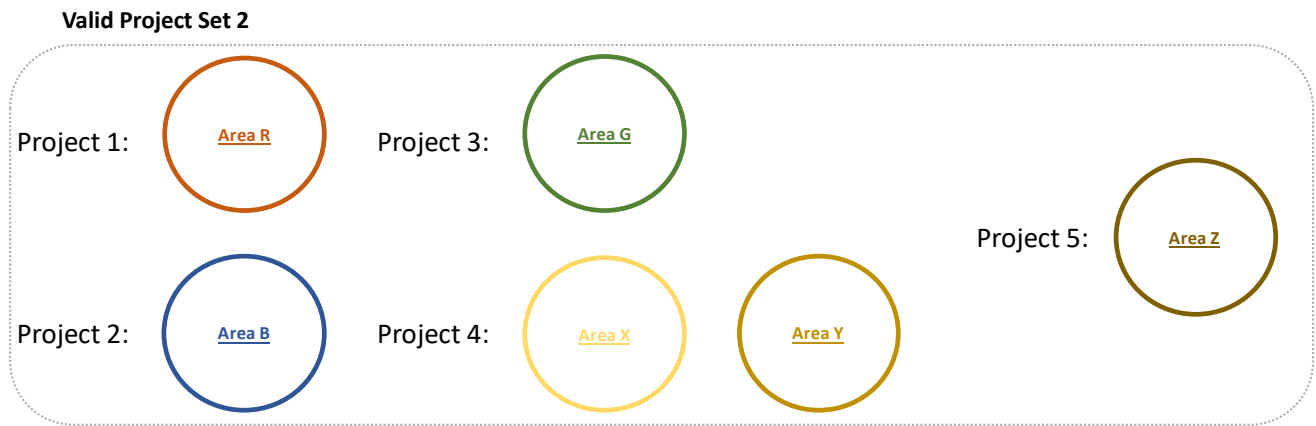 Valid Project Set 2
Project 1:
Area R
Project 3:
Area G
Project 5:
Area Z
Project 2:
Area B
Project 4:
Area X
Area Y